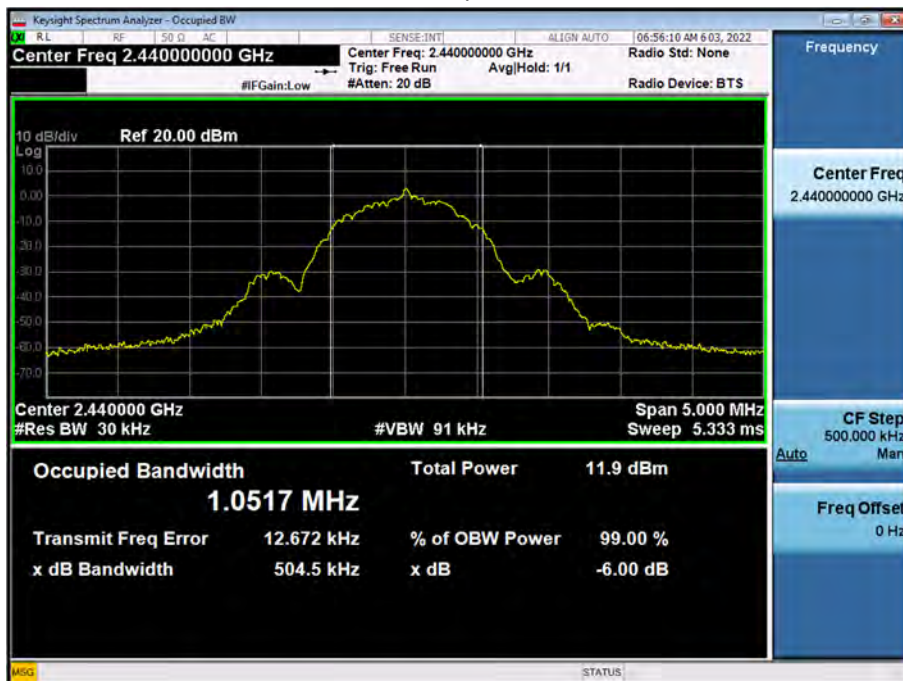 Keysight Spectrum Analyzer - Occupied BW
RL RF 50 Ω AC SENSE:INT ALIGN AUTO 06:56:10 AM 6 03, 2022
Center Freq 2.440000000 GHz
Center Freq: 2.440000000 GHz Radio Std: None
Trig: Free Run Avg|Hold: 1/1
#IFGain:Low #Atten: 20 dB Radio Device: BTS
10 dB/div Ref 20.00 dBm
Log
10.0
0.00
-10.0
-20.0
-30.0
-40.0
-50.0
-60.0
-70.0
Center 2.440000 GHz Span 5.000 MHz
#Res BW 30 kHz #VBW 91 kHz Sweep 5.333 ms
Occupied Bandwidth Total Power 11.9 dBm
1.0517 MHz
Transmit Freq Error 12.672 kHz % of OBW Power 99.00 %
x dB Bandwidth 504.5 kHz x dB -6.00 dB
Frequency
Center Freq
2.440000000 GHz
CF Step
500.000 kHz
Auto Man
Freq Offset
0 Hz
MSG STATUS